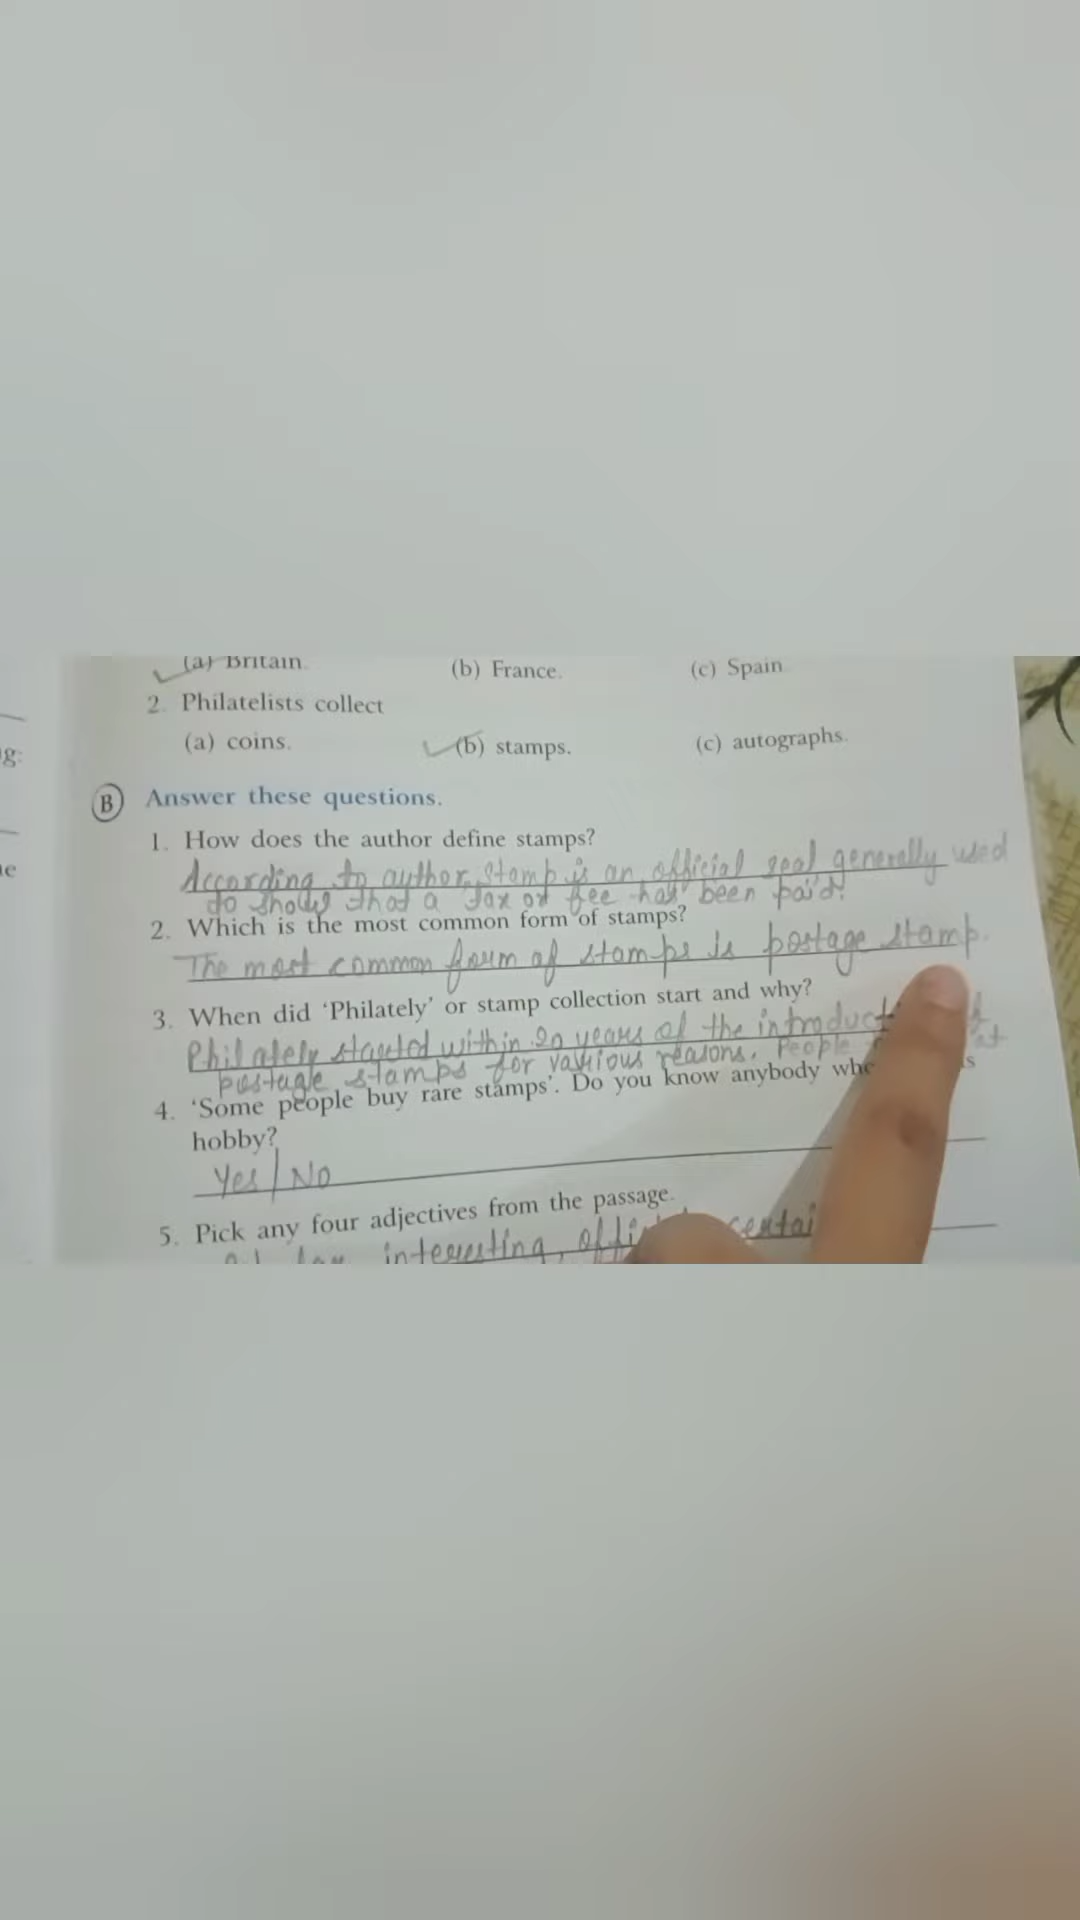 g:
(a) Britain.
(b) France.
(c) Spain.
2. Philatelists collect
(a) coins.
(b) stamps.
(c) autographs.
B Answer these questions.
1. How does the author define stamps?
According to author, stamp is an official seal generally used
to show that a tax or fee has been paid.
2. Which is the most common form of stamps?
The most common form of stamps is postage stamp.
3. When did ‘Philately’ or stamp collection start and why?
Philately started within 20 years of the
postage stamps for various reasons. People
4. ‘Some people buy rare stamps’. Do you know anybody
hobby?
Yes/No
5. Pick any four adjectives from the passage.
interesting,